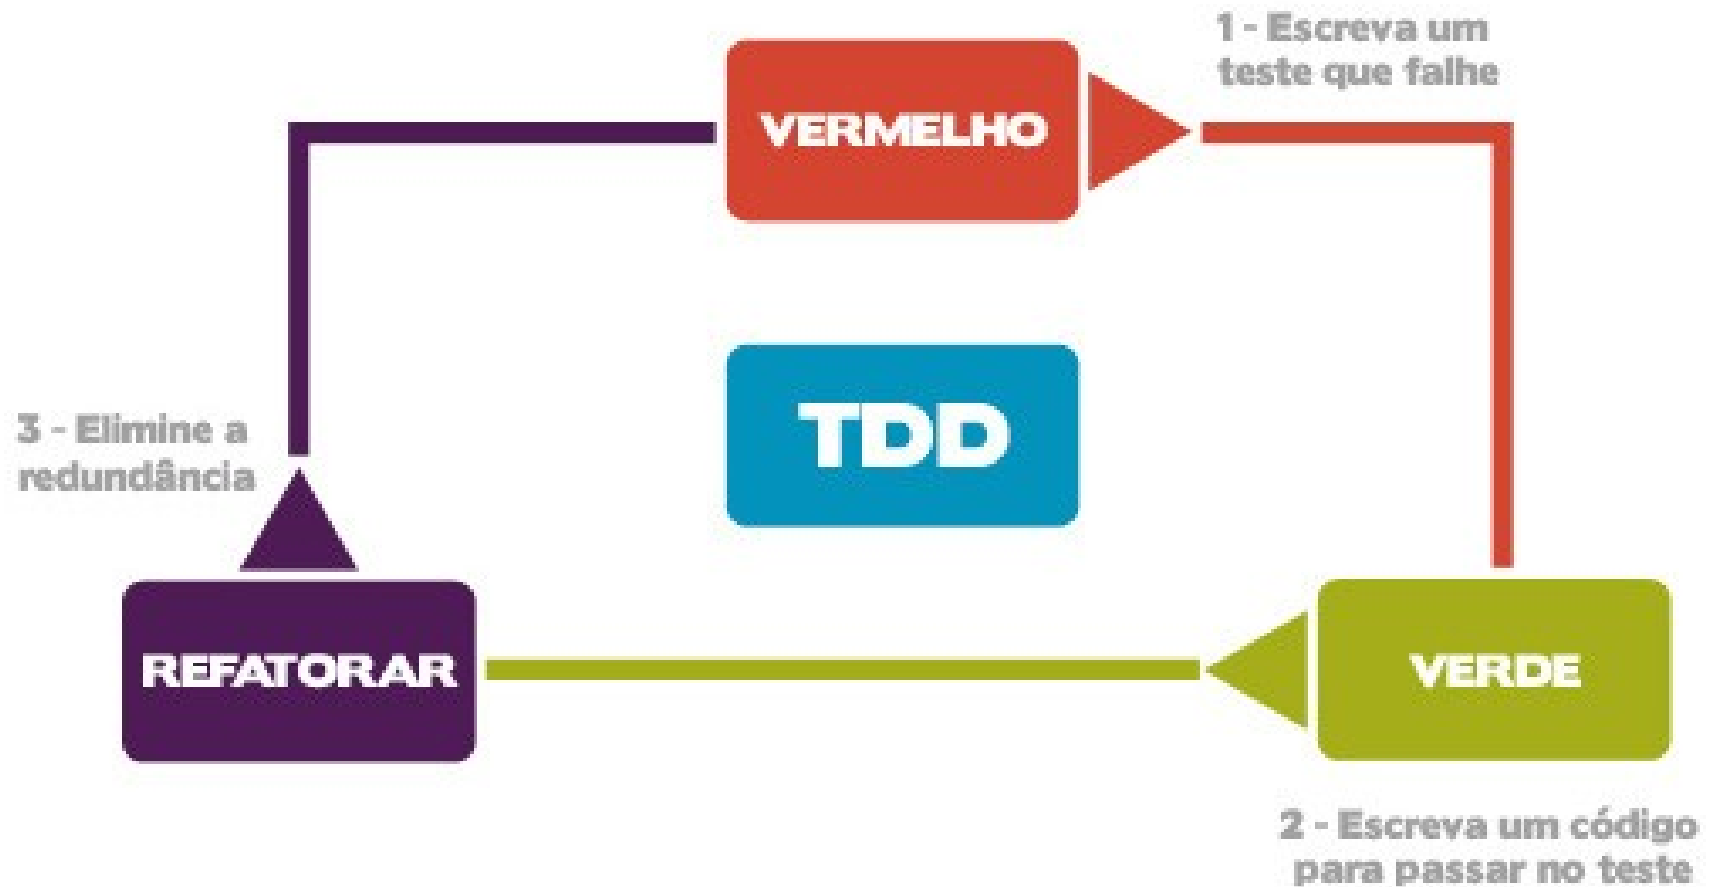 1 - Escreva um
teste que falhe
VERMELHO
TDD
3 - Elimine a
redundância
REFATORAR
VERDE
2 - Escreva um código
para passar no teste